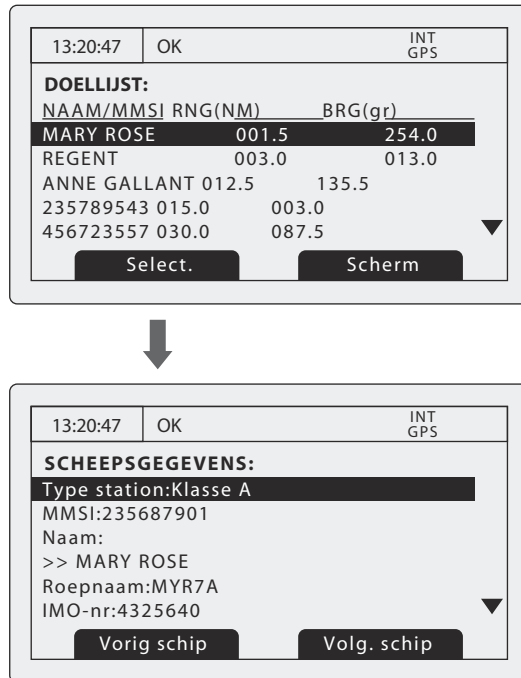 13:20:47 OK INT
GPS
DOELLIJST:
NAAM/MMSI RNG(NM) BRG(gr)
MARY ROSE 001.5 254.0
REGENT 003.0 013.0
ANNE GALLANT 012.5 135.5
235789543 015.0 003.0
456723557 030.0 087.5
Select. Scherm
13:20:47 OK INT
GPS
SCHEEPSGEGEVENS:
Type station:Klasse A
MMSI:235687901
Naam:
>> MARY ROSE
Roepnaam:MYR7A
IMO-nr:4325640
Vorig schip Volg. schip